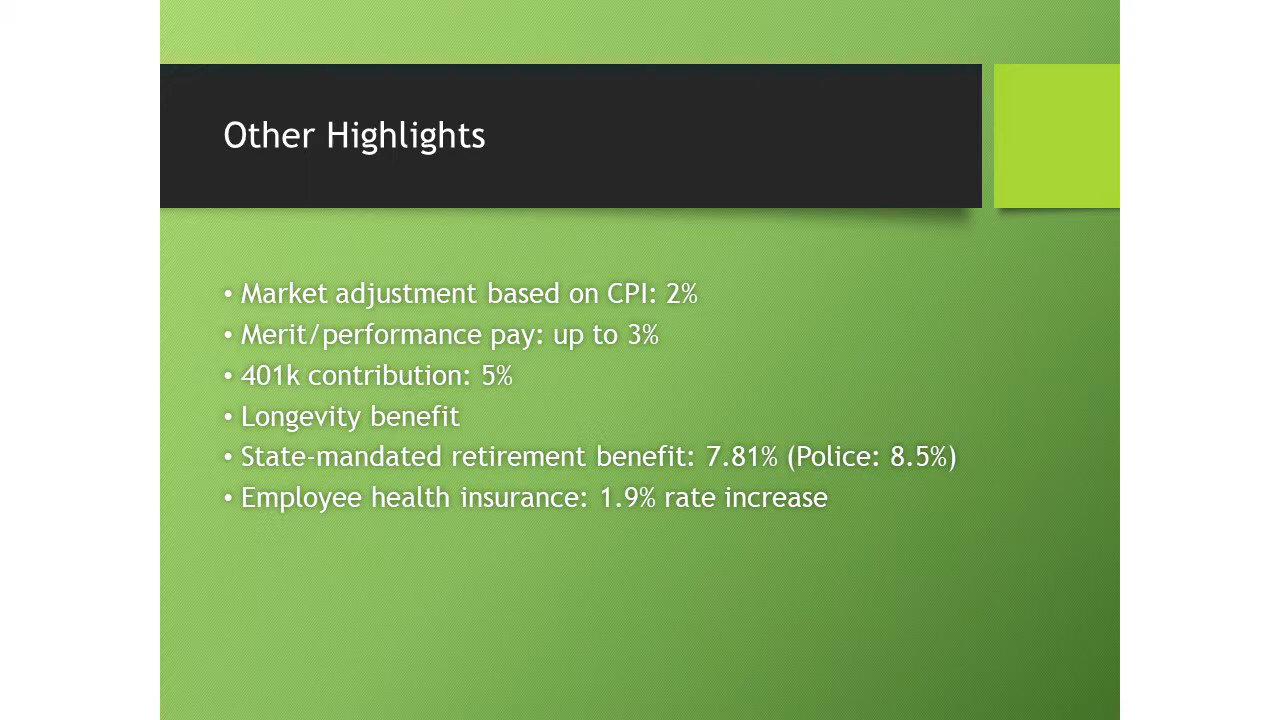 Other Highlights
• Market adjustment based on CPI: 2%
• Merit/performance pay: up to 3%
• 401k contribution: 5%
• Longevity benefit
• State-mandated retirement benefit: 7.81% (Police: 8.5%)
• Employee health insurance: 1.9% rate increase